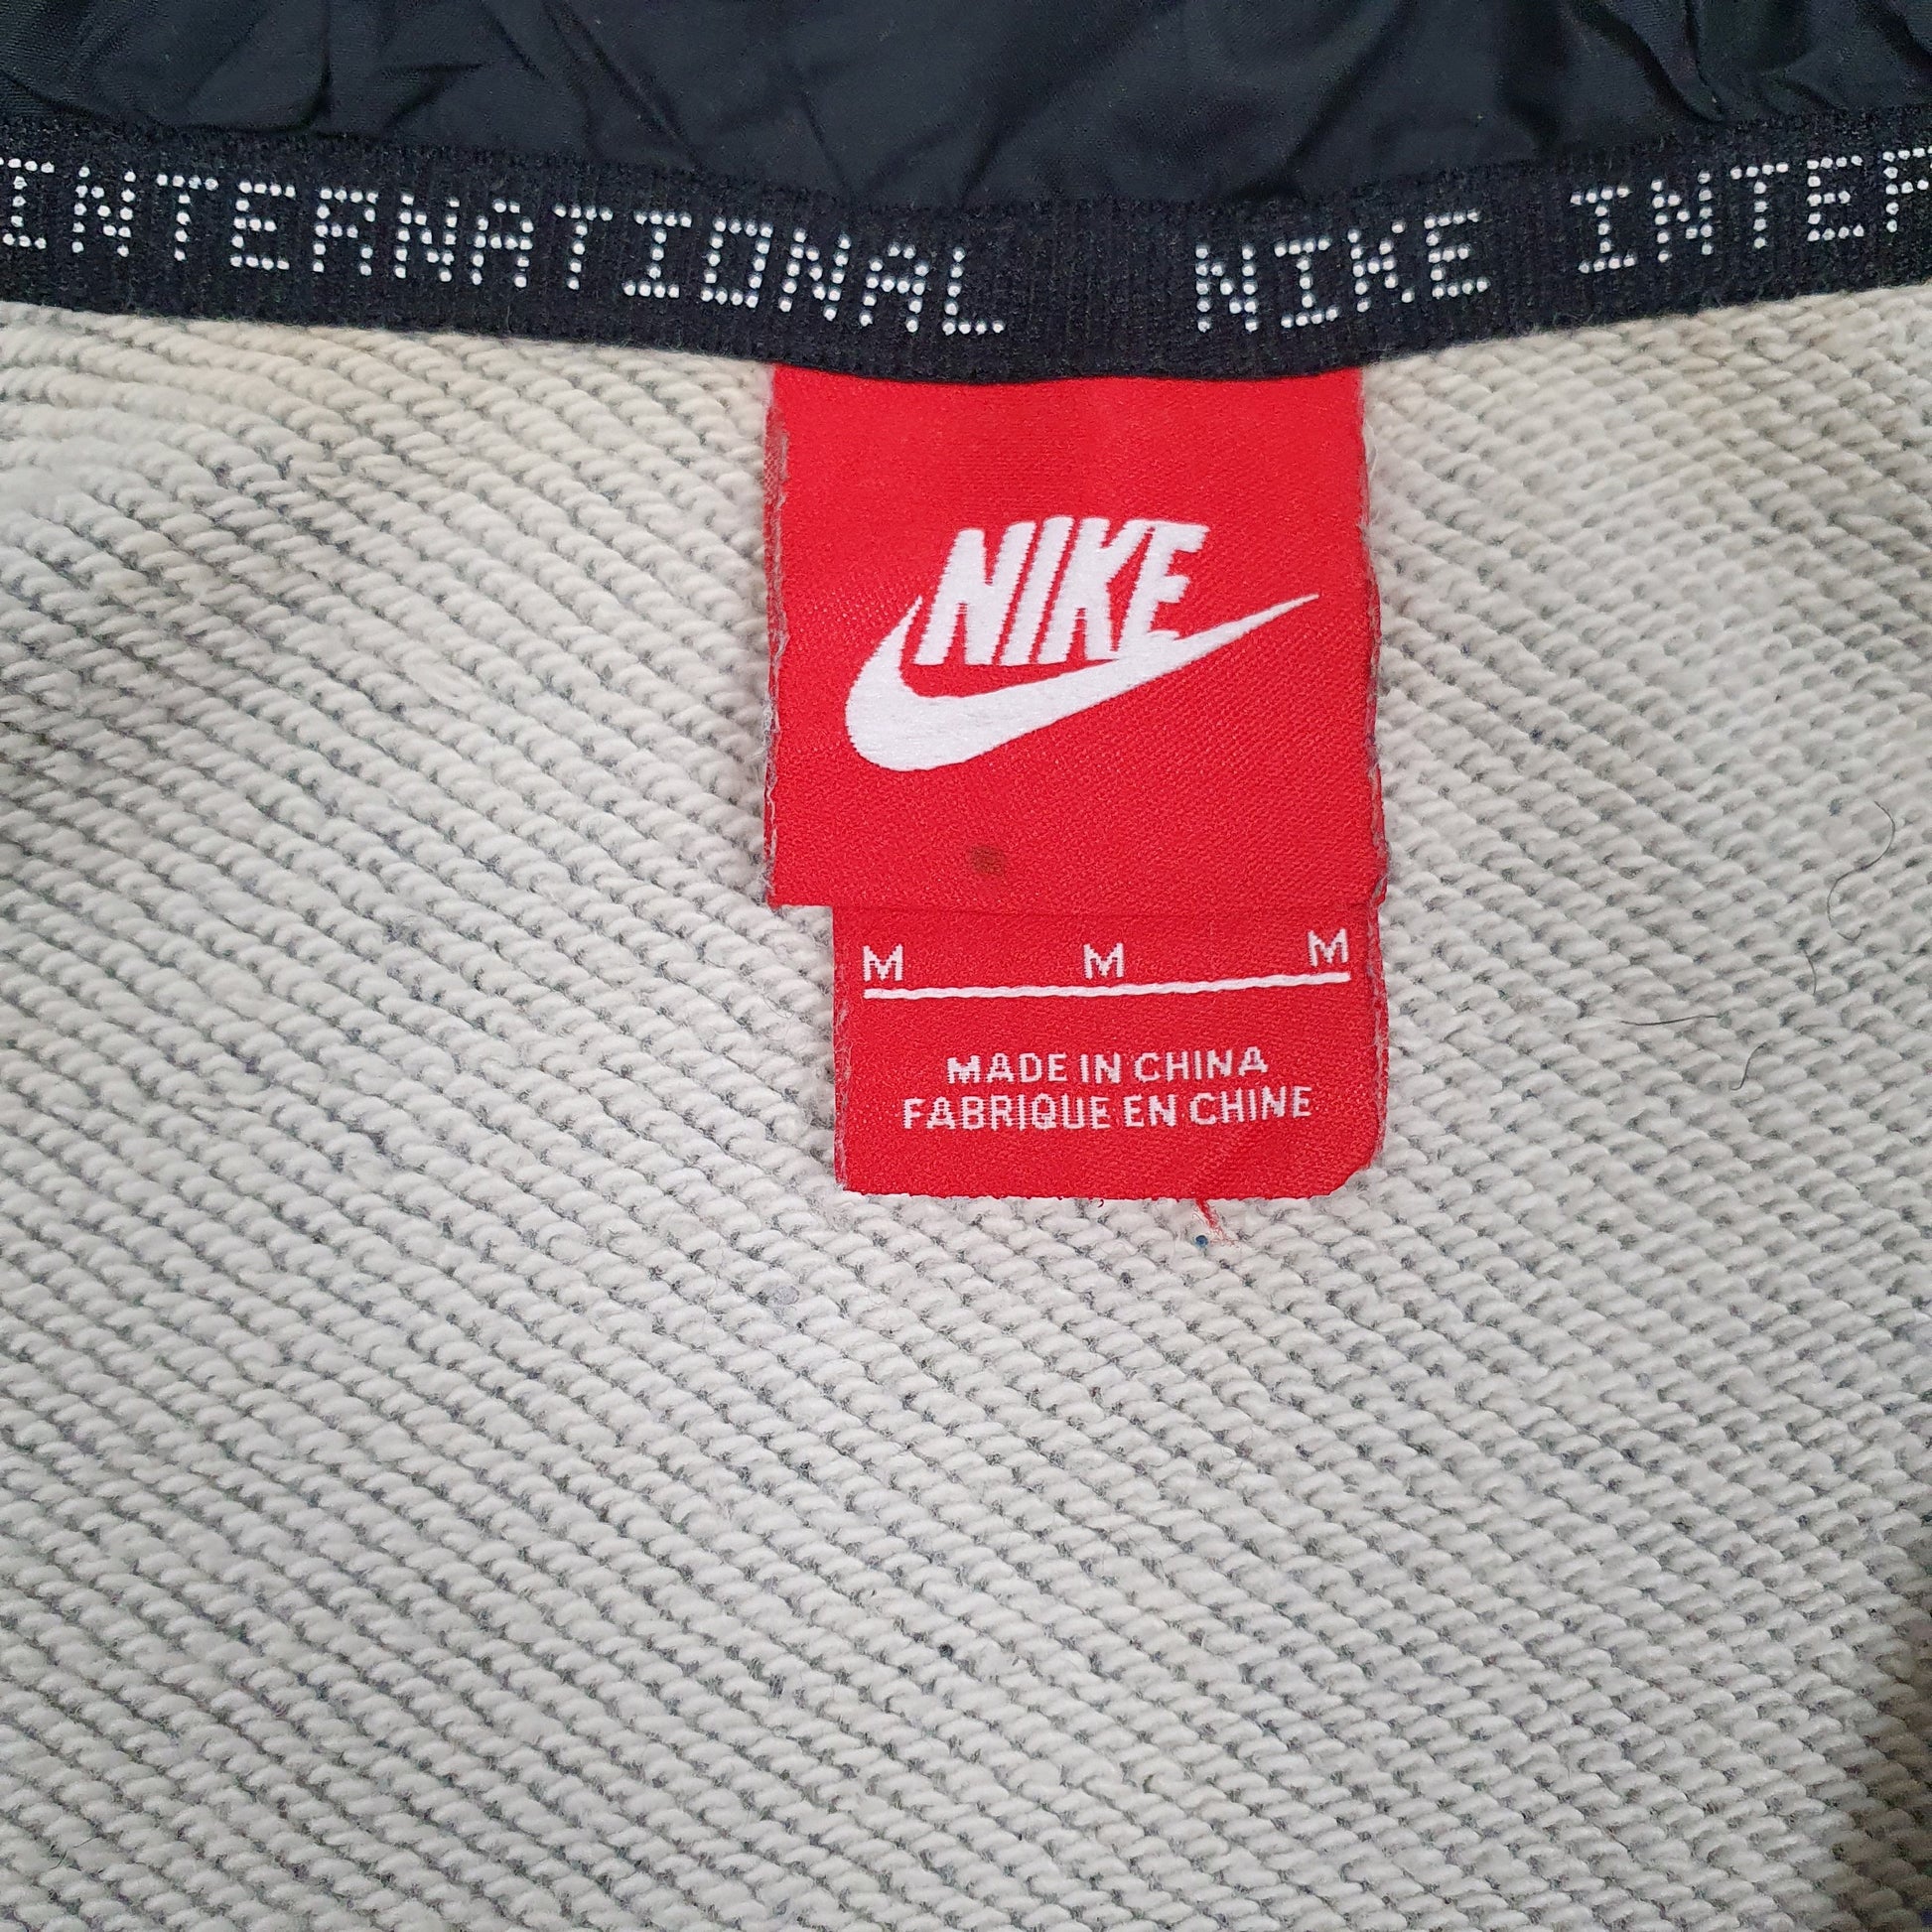 INTERNATIONAL NIKE INTER
NIKE
M M M
MADE IN CHINA
FABRIQUE EN CHINE